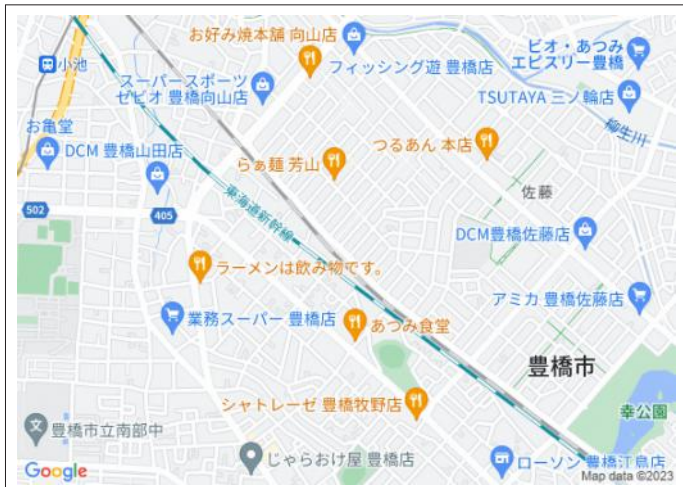 お好み焼本舗 向山店
ビオ・あつみ
エピスリー豊橋
小池
フィッシング遊 豊橋店
スーパースポーツ
ゼビオ 豊橋向山店
TSUTAYA 三ノ輪店
柳生川
お亀堂
DCM 豊橋山田店
つるあん 本店
らぁ麺 芳山
佐藤
東海道新幹線
502
405
DCM豊橋佐藤店
ラーメンは飲み物です。
アミカ 豊橋佐藤店
業務スーパー 豊橋店
あつみ食堂
豊橋市
シャトレーゼ 豊橋牧野店
幸公園
文
豊橋市立南部中
じゃらおけ屋 豊橋店
ローソン 豊橋江島店
Google
Map data ©2023